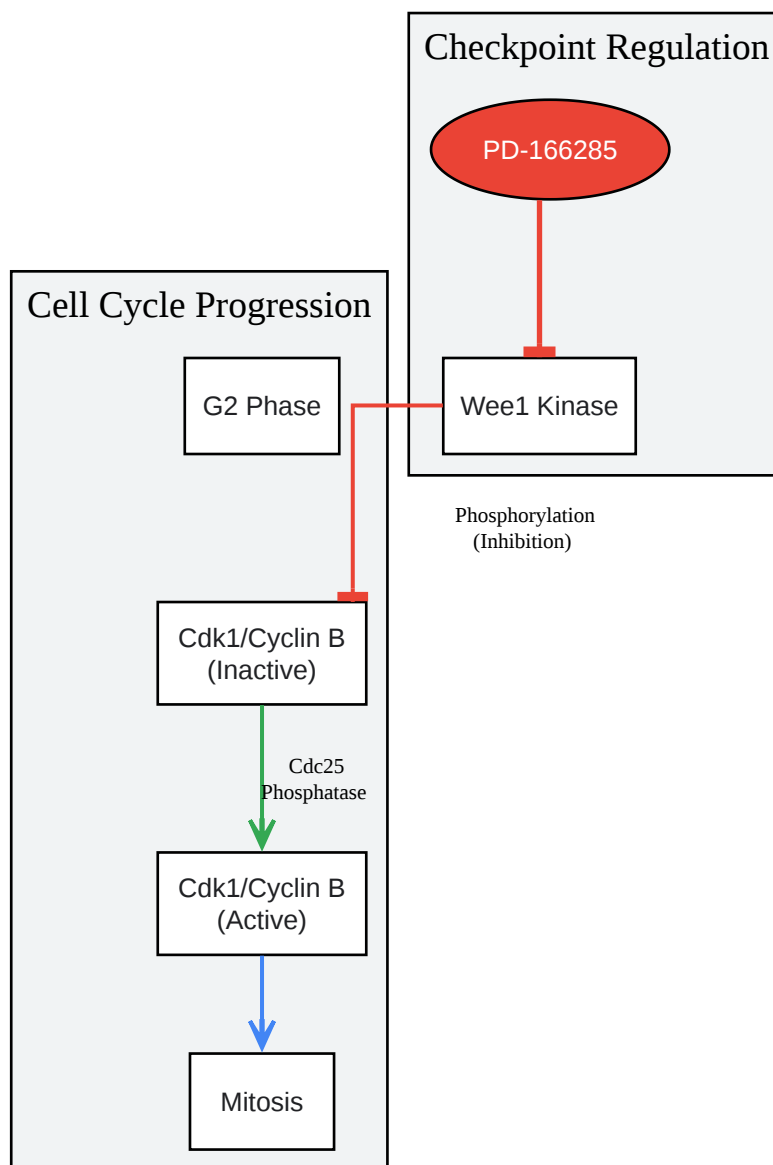 Checkpoint Regulation
PD-166285
Cell Cycle Progression
G2 Phase
Wee1 Kinase
Phosphorylation
(Inhibition)
Cdk1/Cyclin B
(Inactive)
Cdc25
Phosphatase
Cdk1/Cyclin B
(Active)
Mitosis